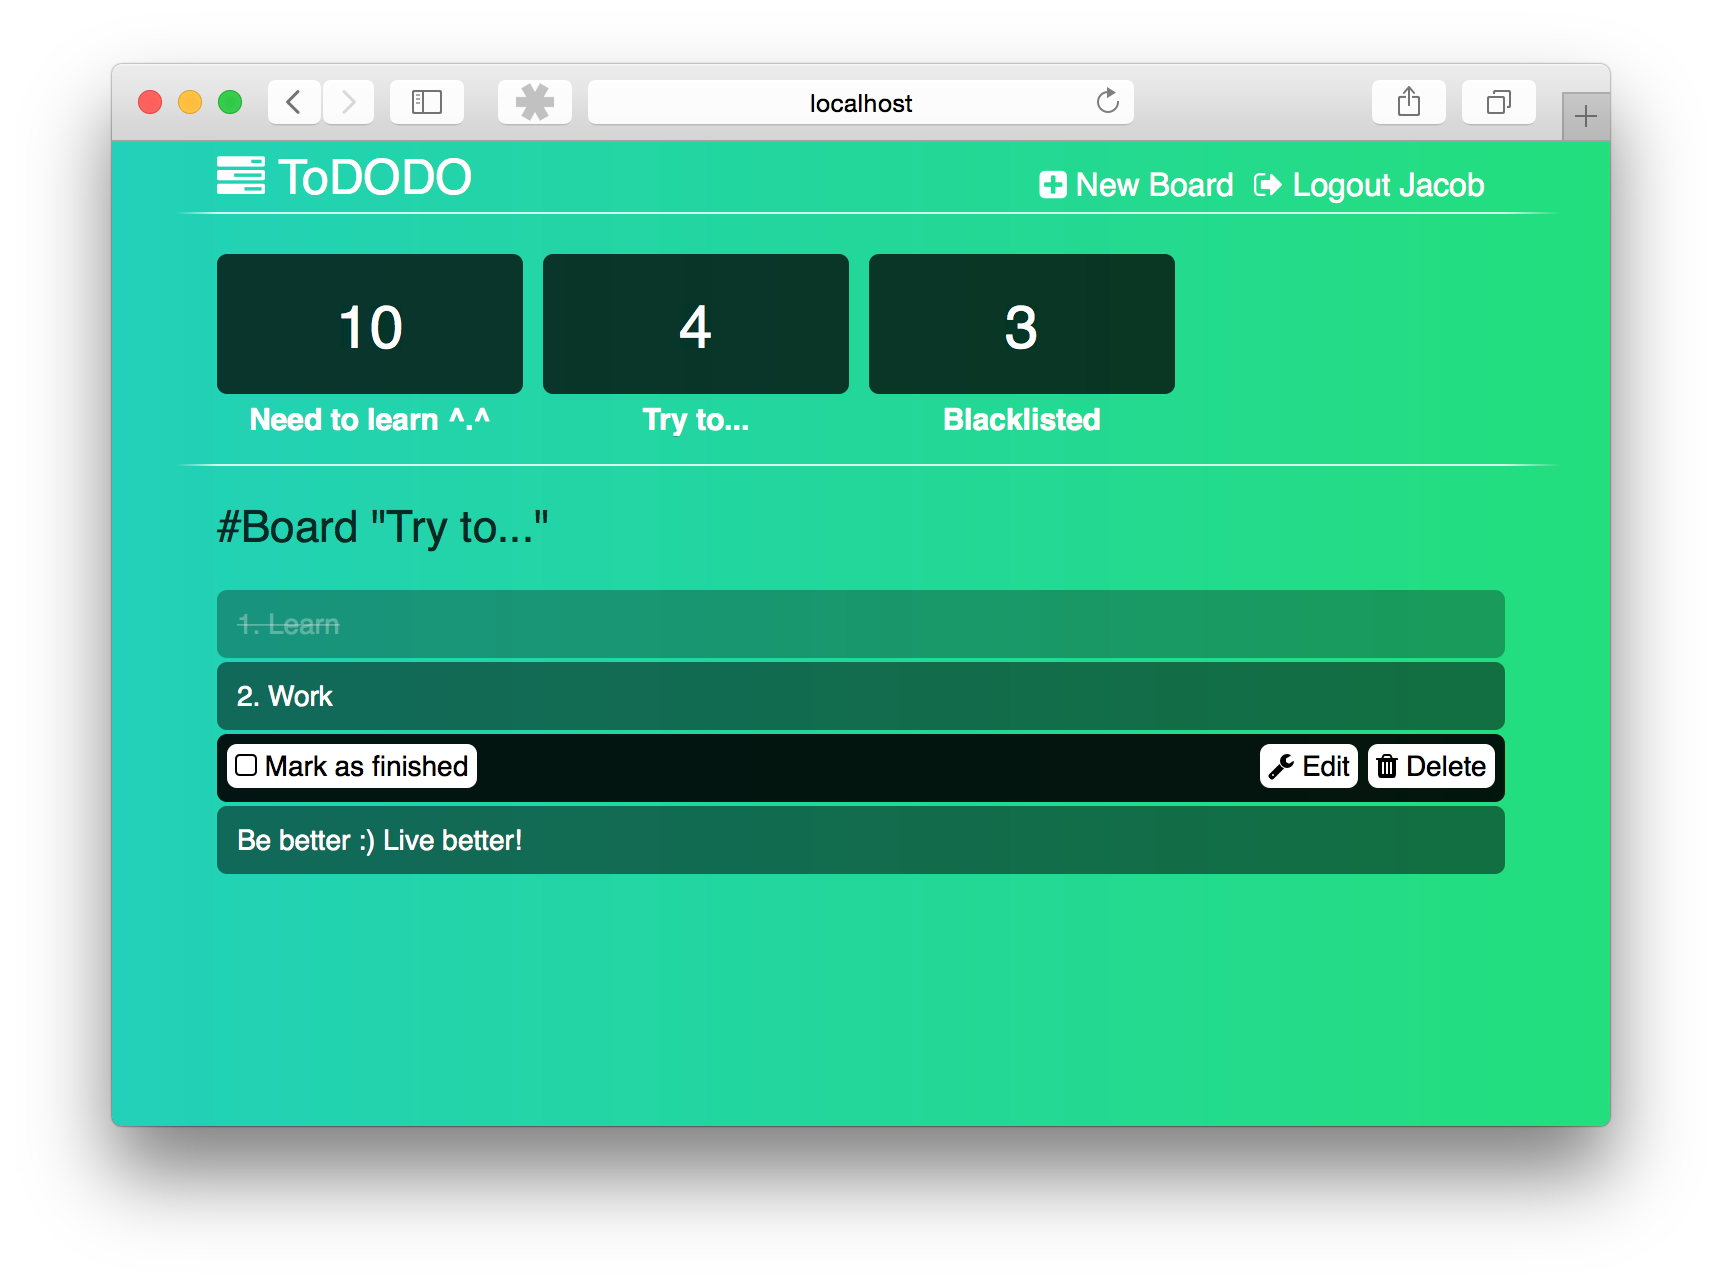 localhost
ToDODO
New Board Logout Jacob
10 4 3
Need to learn ^.^ Try to... Blacklisted
#Board "Try to..."
1. Learn
2. Work
Mark as finished Edit Delete
Be better :) Live better!